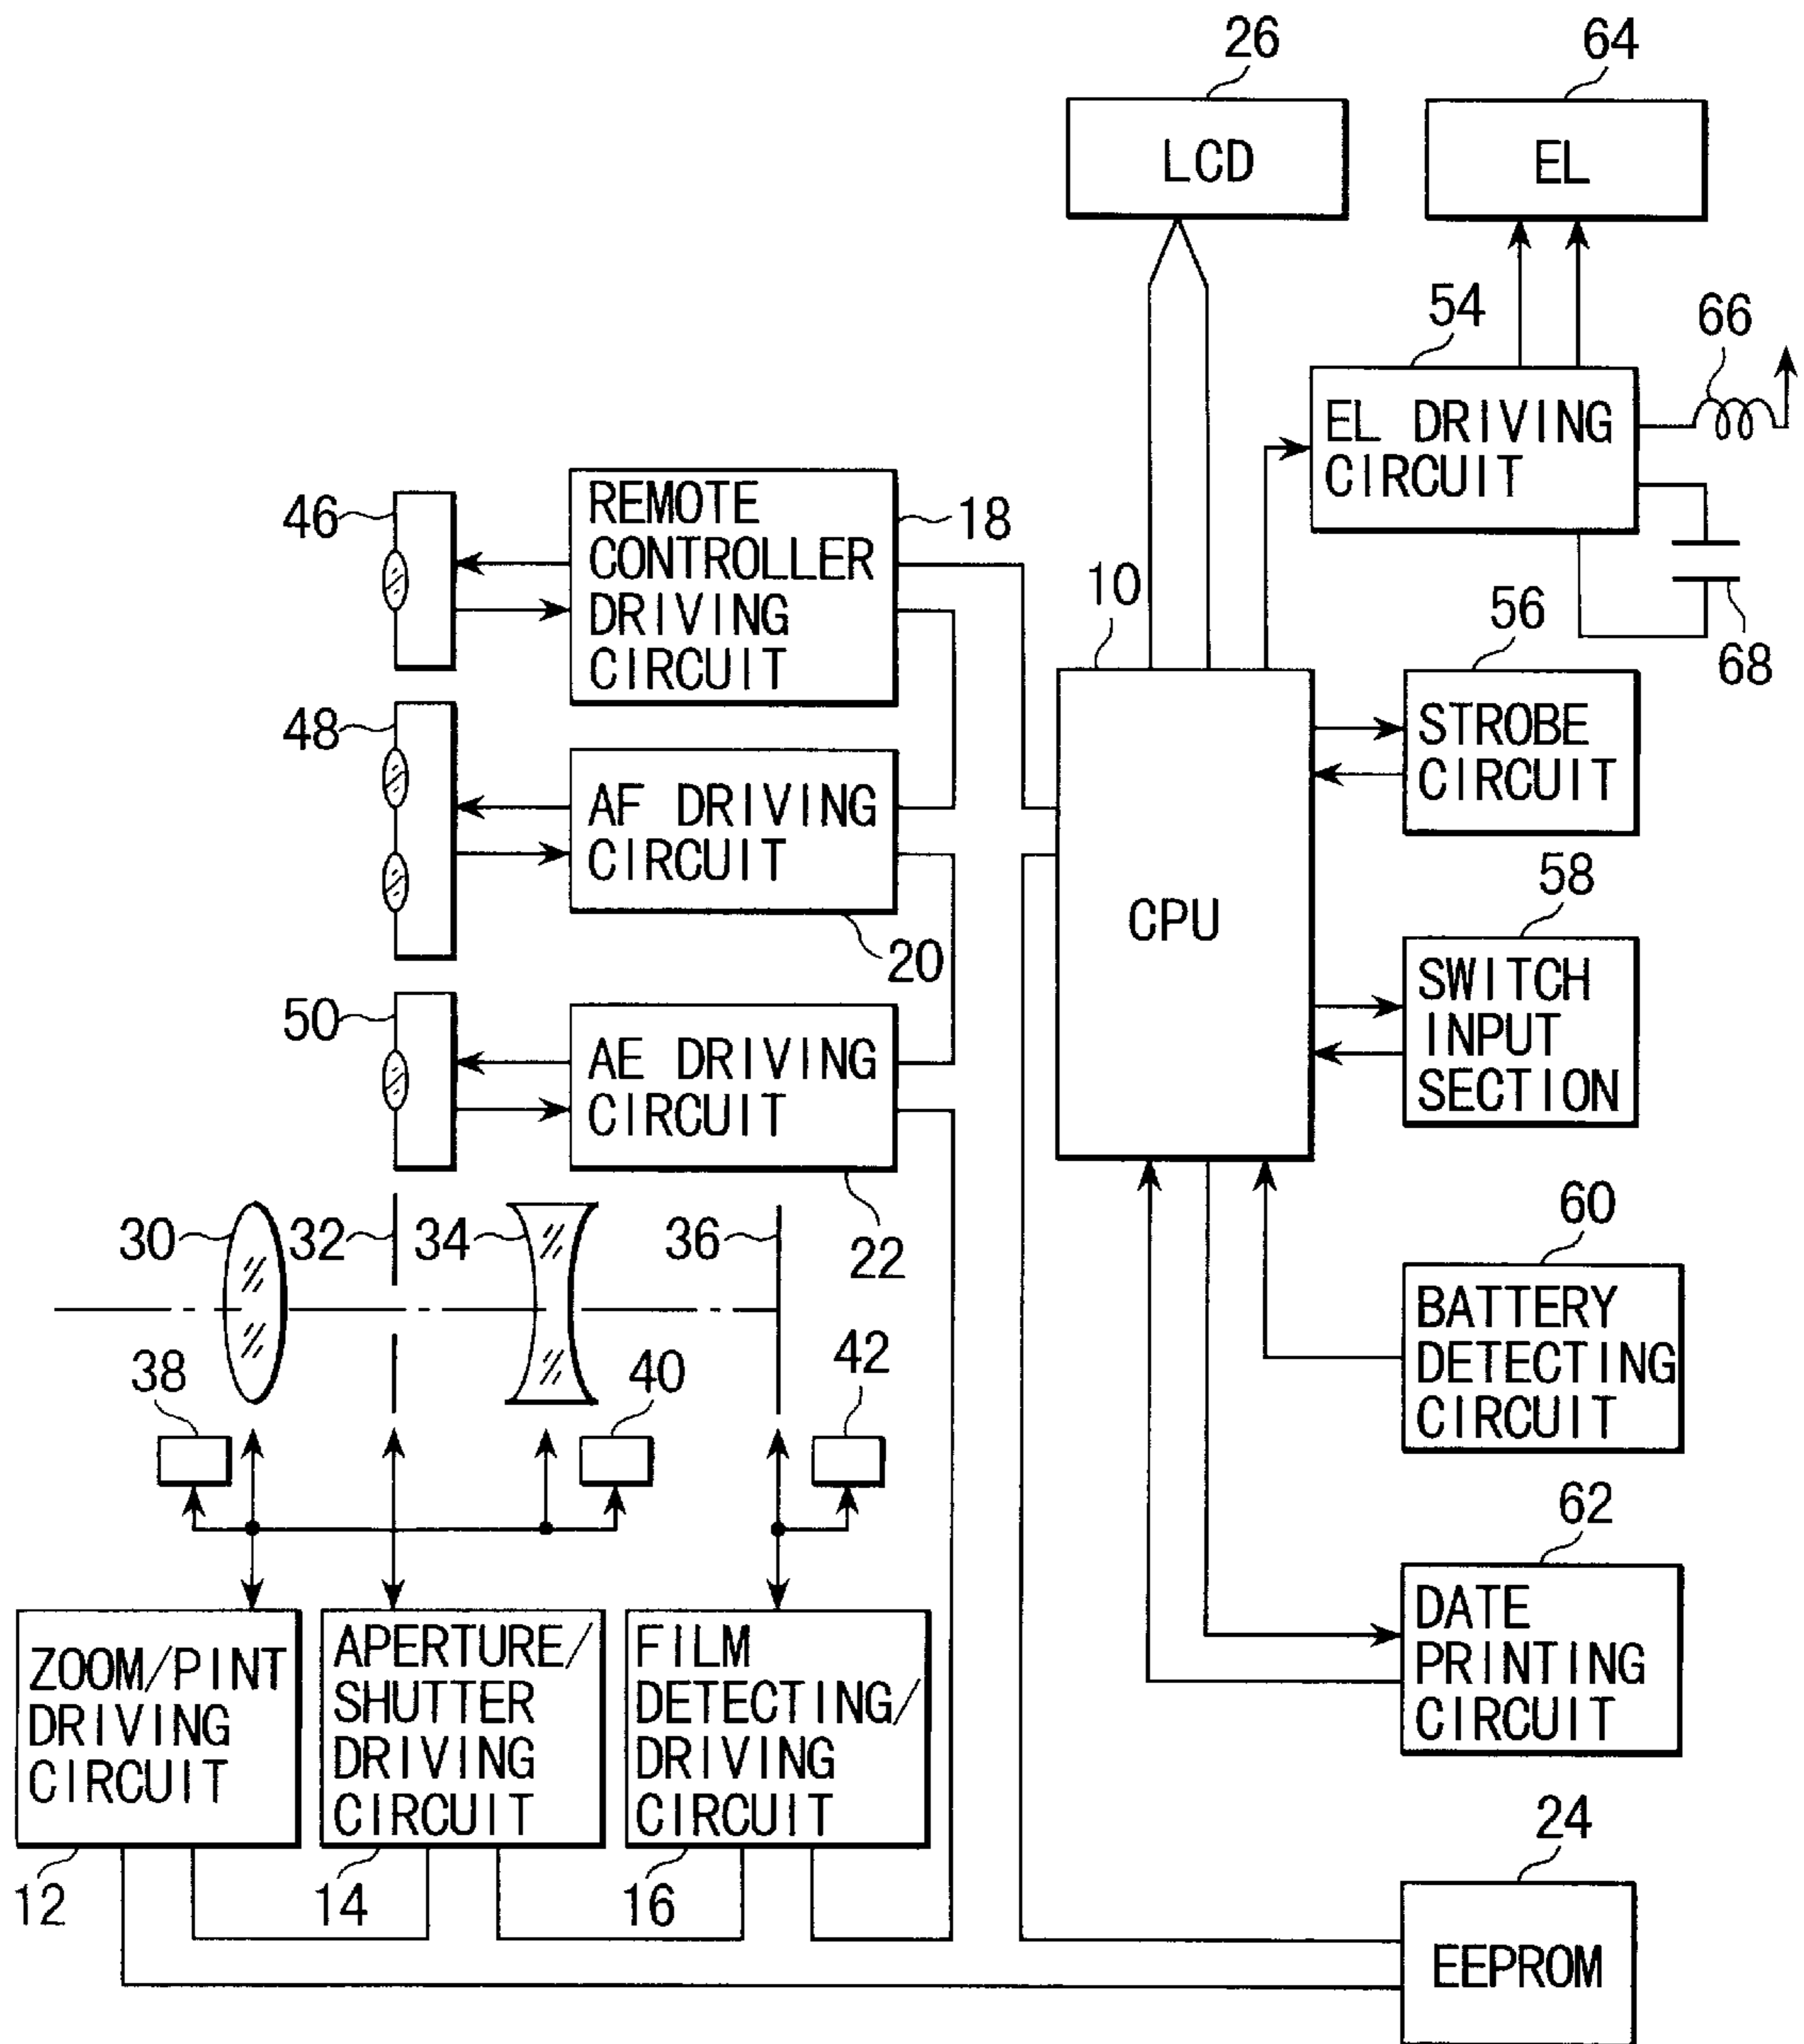 26
64
LCD
EL
54
66
EL DRIVING
CIRCUIT
68
46
REMOTE
CONTROLLER
DRIVING
CIRCUIT
18
10
CPU
56
STROBE
CIRCUIT
48
AF DRIVING
CIRCUIT
20
58
SWITCH
INPUT
SECTION
50
AE DRIVING
CIRCUIT
22
30
32
34
36
60
BATTERY
DETECTING
CIRCUIT
38
40
42
62
DATE
PRINTING
CIRCUIT
ZOOM/PINT
DRIVING
CIRCUIT
12
APERTURE/
SHUTTER
DRIVING
CIRCUIT
14
FILM
DETECTING/
DRIVING
CIRCUIT
16
24
EEPROM